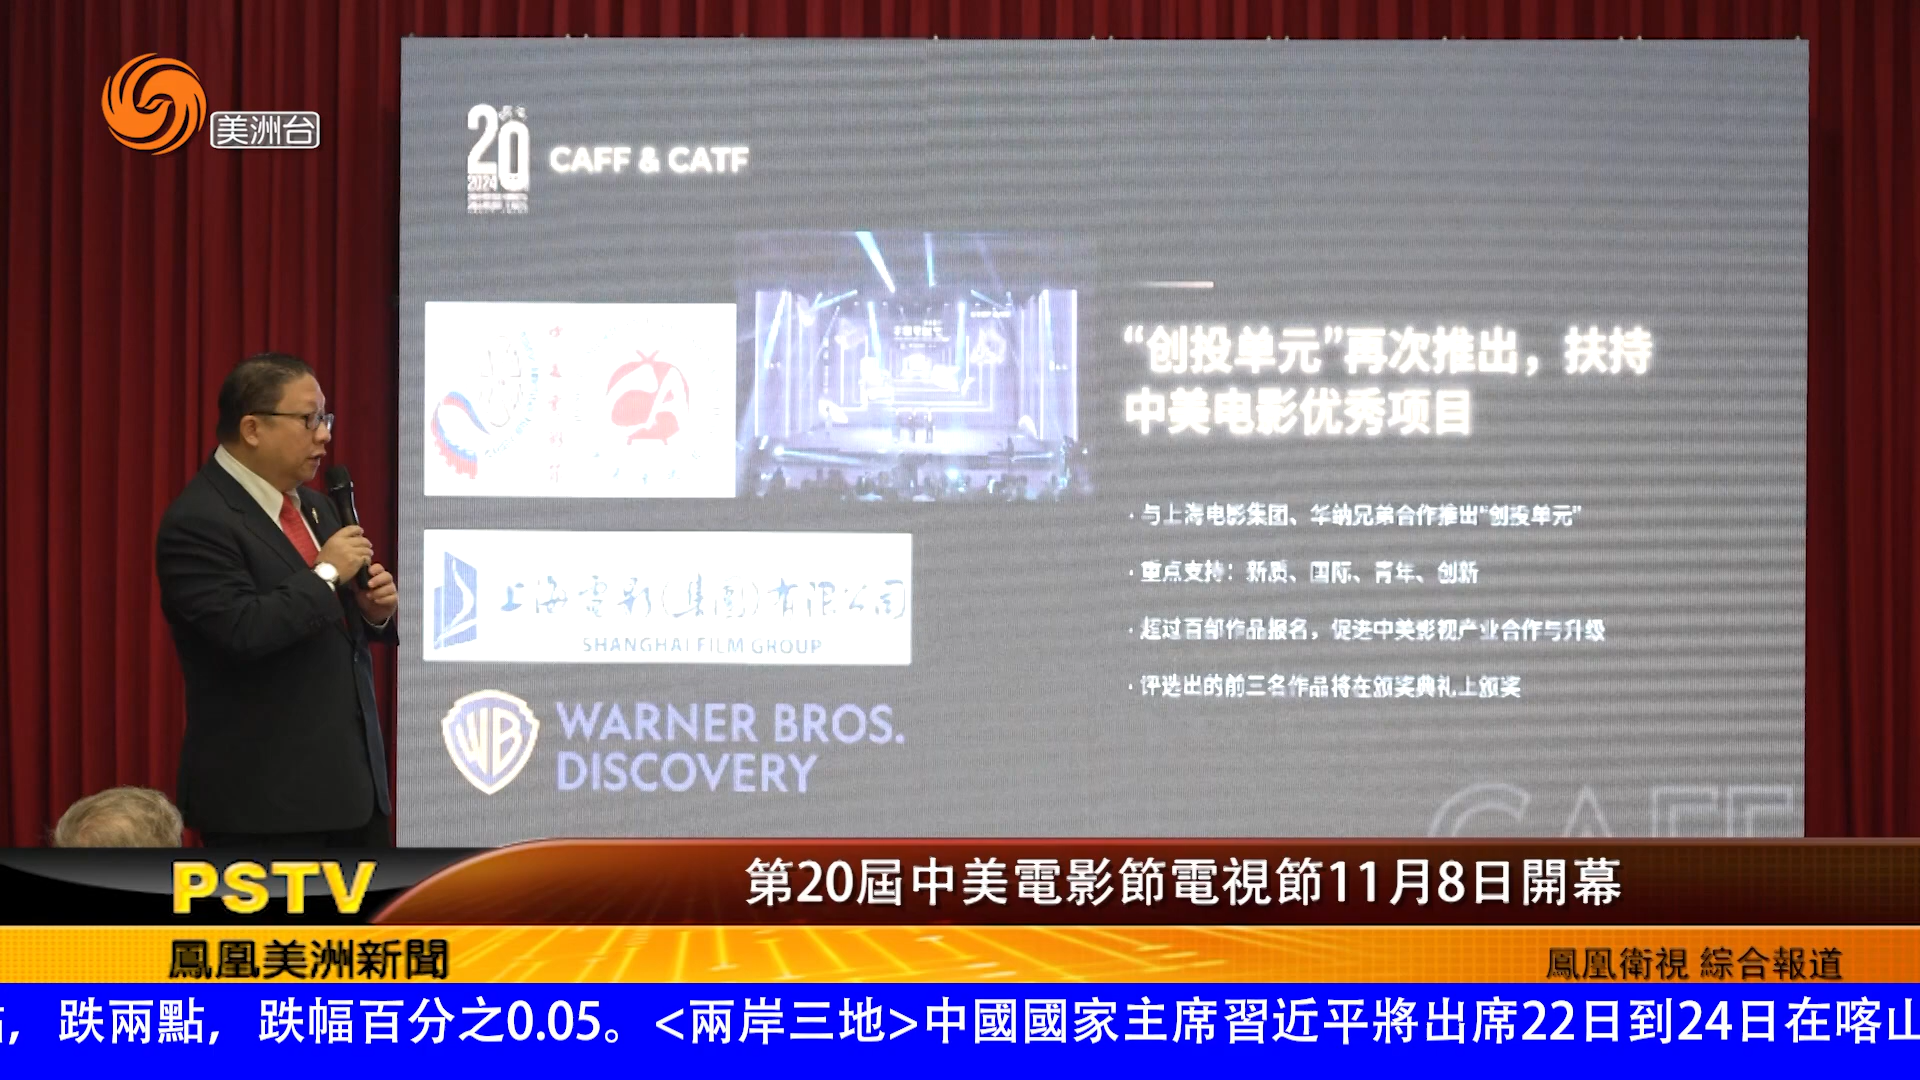 美洲台
20
2024
CAFF & CATF
“创投单元”再次推出，扶持
中美电影优秀项目
· 与上海电影集团、华纳兄弟合作推出“创投单元”
· 重点支持：新质、国际、青年、创新
· 超过百部作品报名，促进中美影视产业合作与升级
· 评选出的前三名作品将在颁奖典礼上颁奖
上海電影(集團)有限公司
SHANGHAI FILM GROUP
WB
WARNER BROS.
DISCOVERY
CAFF
PSTV
第20屆中美電影節電視節11月8日開幕
鳳凰美洲新聞
鳳凰衛視 綜合報道
，跌兩點，跌幅百分之0.05。<兩岸三地>中國國家主席習近平將出席22日到24日在喀山